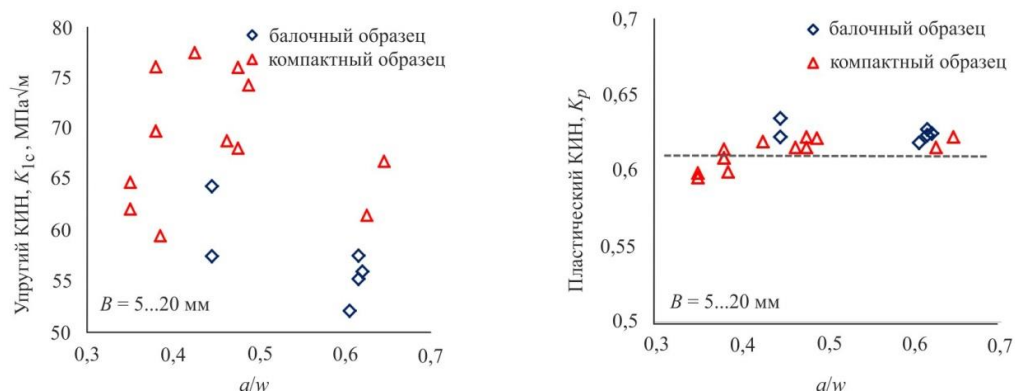 Упругий КИН, K1c , МПа√м
80
75
70
65
60
55
50
балочный образец
компактный образец
B = 5...20 мм
0,3
0,4
0,5
0,6
0,7
a/w
Пластический КИН, Kp
0,7
0,65
0,6
0,55
0,5
балочный образец
компактный образец
B = 5...20 мм
0,3
0,4
0,5
0,6
0,7
a/w